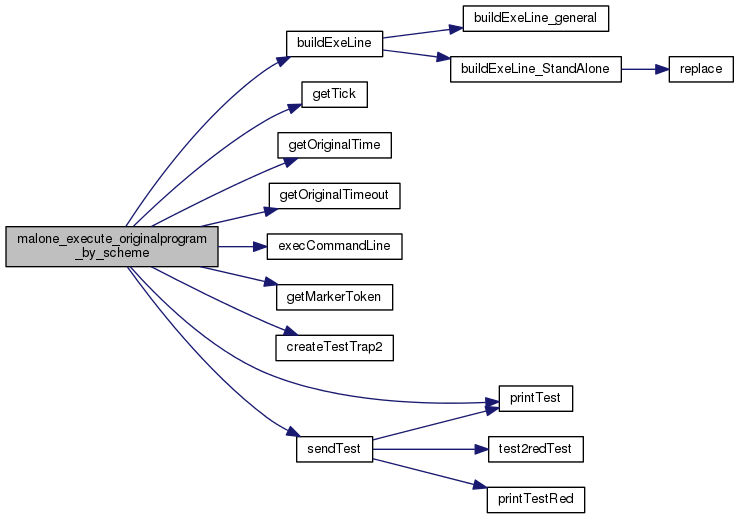 malone_execute_originalprogram
_by_scheme
buildExeLine
buildExeLine_general
buildExeLine_StandAlone
replace
getTick
getOriginalTime
getOriginalTimeout
execCommandLine
getMarkerToken
createTestTrap2
printTest
sendTest
test2redTest
printTestRed